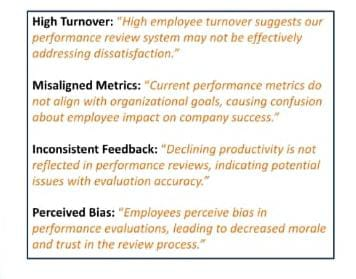 High Turnover: "High employee turnover suggests our
performance review system may not be effectively
addressing dissatisfaction."
Misaligned Metrics: "Current performance metrics do
not align with organizational goals, causing confusion
about employee impact on company success."
Inconsistent Feedback: "Declining productivity is not
reflected in performance reviews, indicating potential
issues with evaluation accuracy."
Perceived Bias: "Employees perceive bias in
performance evaluations, leading to decreased morale
and trust in the review process."